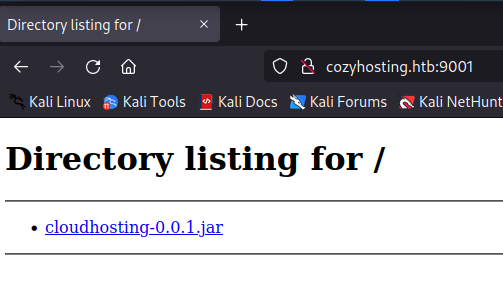 Directory listing for /
cozyhosting.htb:9001
Kali Linux Kali Tools Kali Docs Kali Forums Kali NetHunt
Directory listing for /
cloudhosting-0.0.1.jar